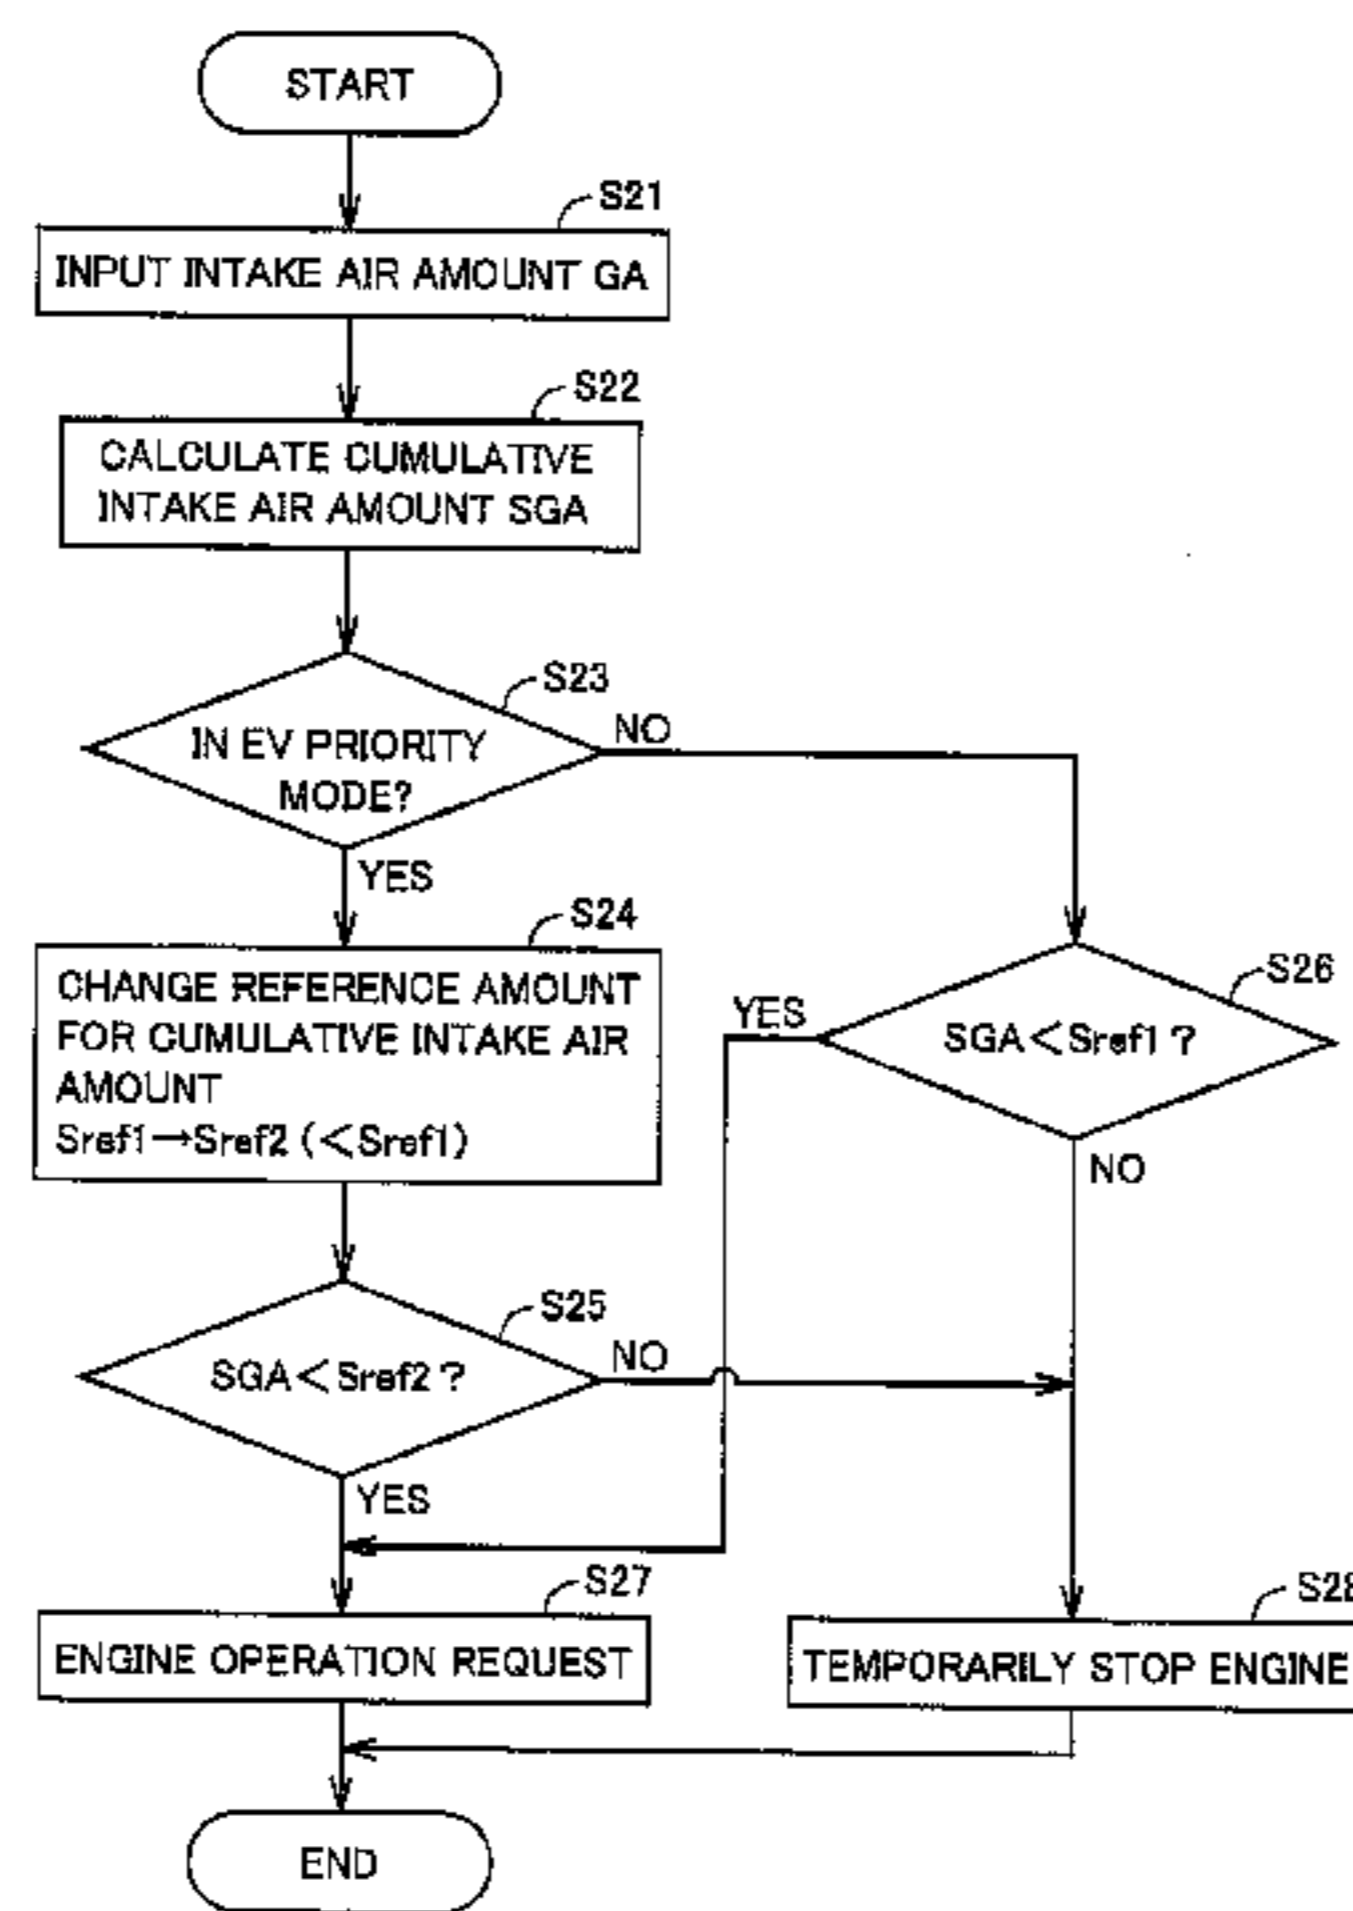 START
S21
INPUT INTAKE AIR AMOUNT GA
S22
CALCULATE CUMULATIVE
INTAKE AIR AMOUNT SGA
S23
IN EV PRIORITY
MODE?
NO
YES
S24
CHANGE REFERENCE AMOUNT
FOR CUMULATIVE INTAKE AIR
AMOUNT
Sref1→Sref2 (<Sref1)
S26
SGA<Sref1 ?
YES
NO
S25
SGA<Sref2 ?
NO
YES
S27
ENGINE OPERATION REQUEST
S28
TEMPORARILY STOP ENGINE
END